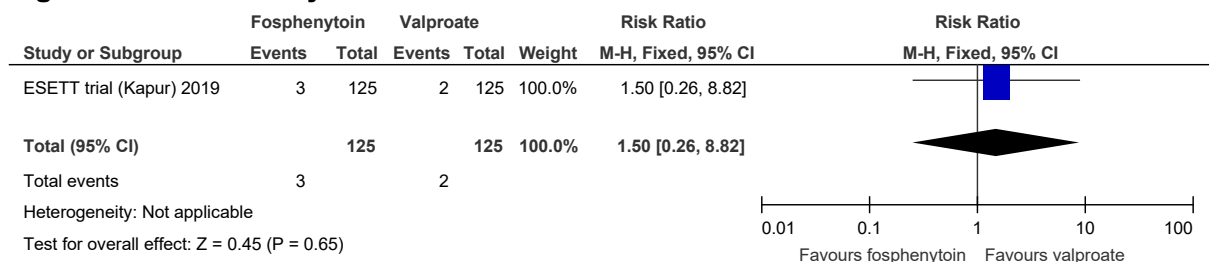 Fosphenytoin Valproate Risk Ratio Risk Ratio
Study or Subgroup Events Total Events Total Weight M-H, Fixed, 95% CI M-H, Fixed, 95% CI
ESETT trial (Kapur) 2019 3 125 2 125 100.0% 1.50 [0.26, 8.82]
Total (95% CI) 125 125 100.0% 1.50 [0.26, 8.82]
Total events 3 2
Heterogeneity: Not applicable
Test for overall effect: Z = 0.45 (P = 0.65)
0.01 0.1 1 10 100
Favours fosphenytoin Favours valproate